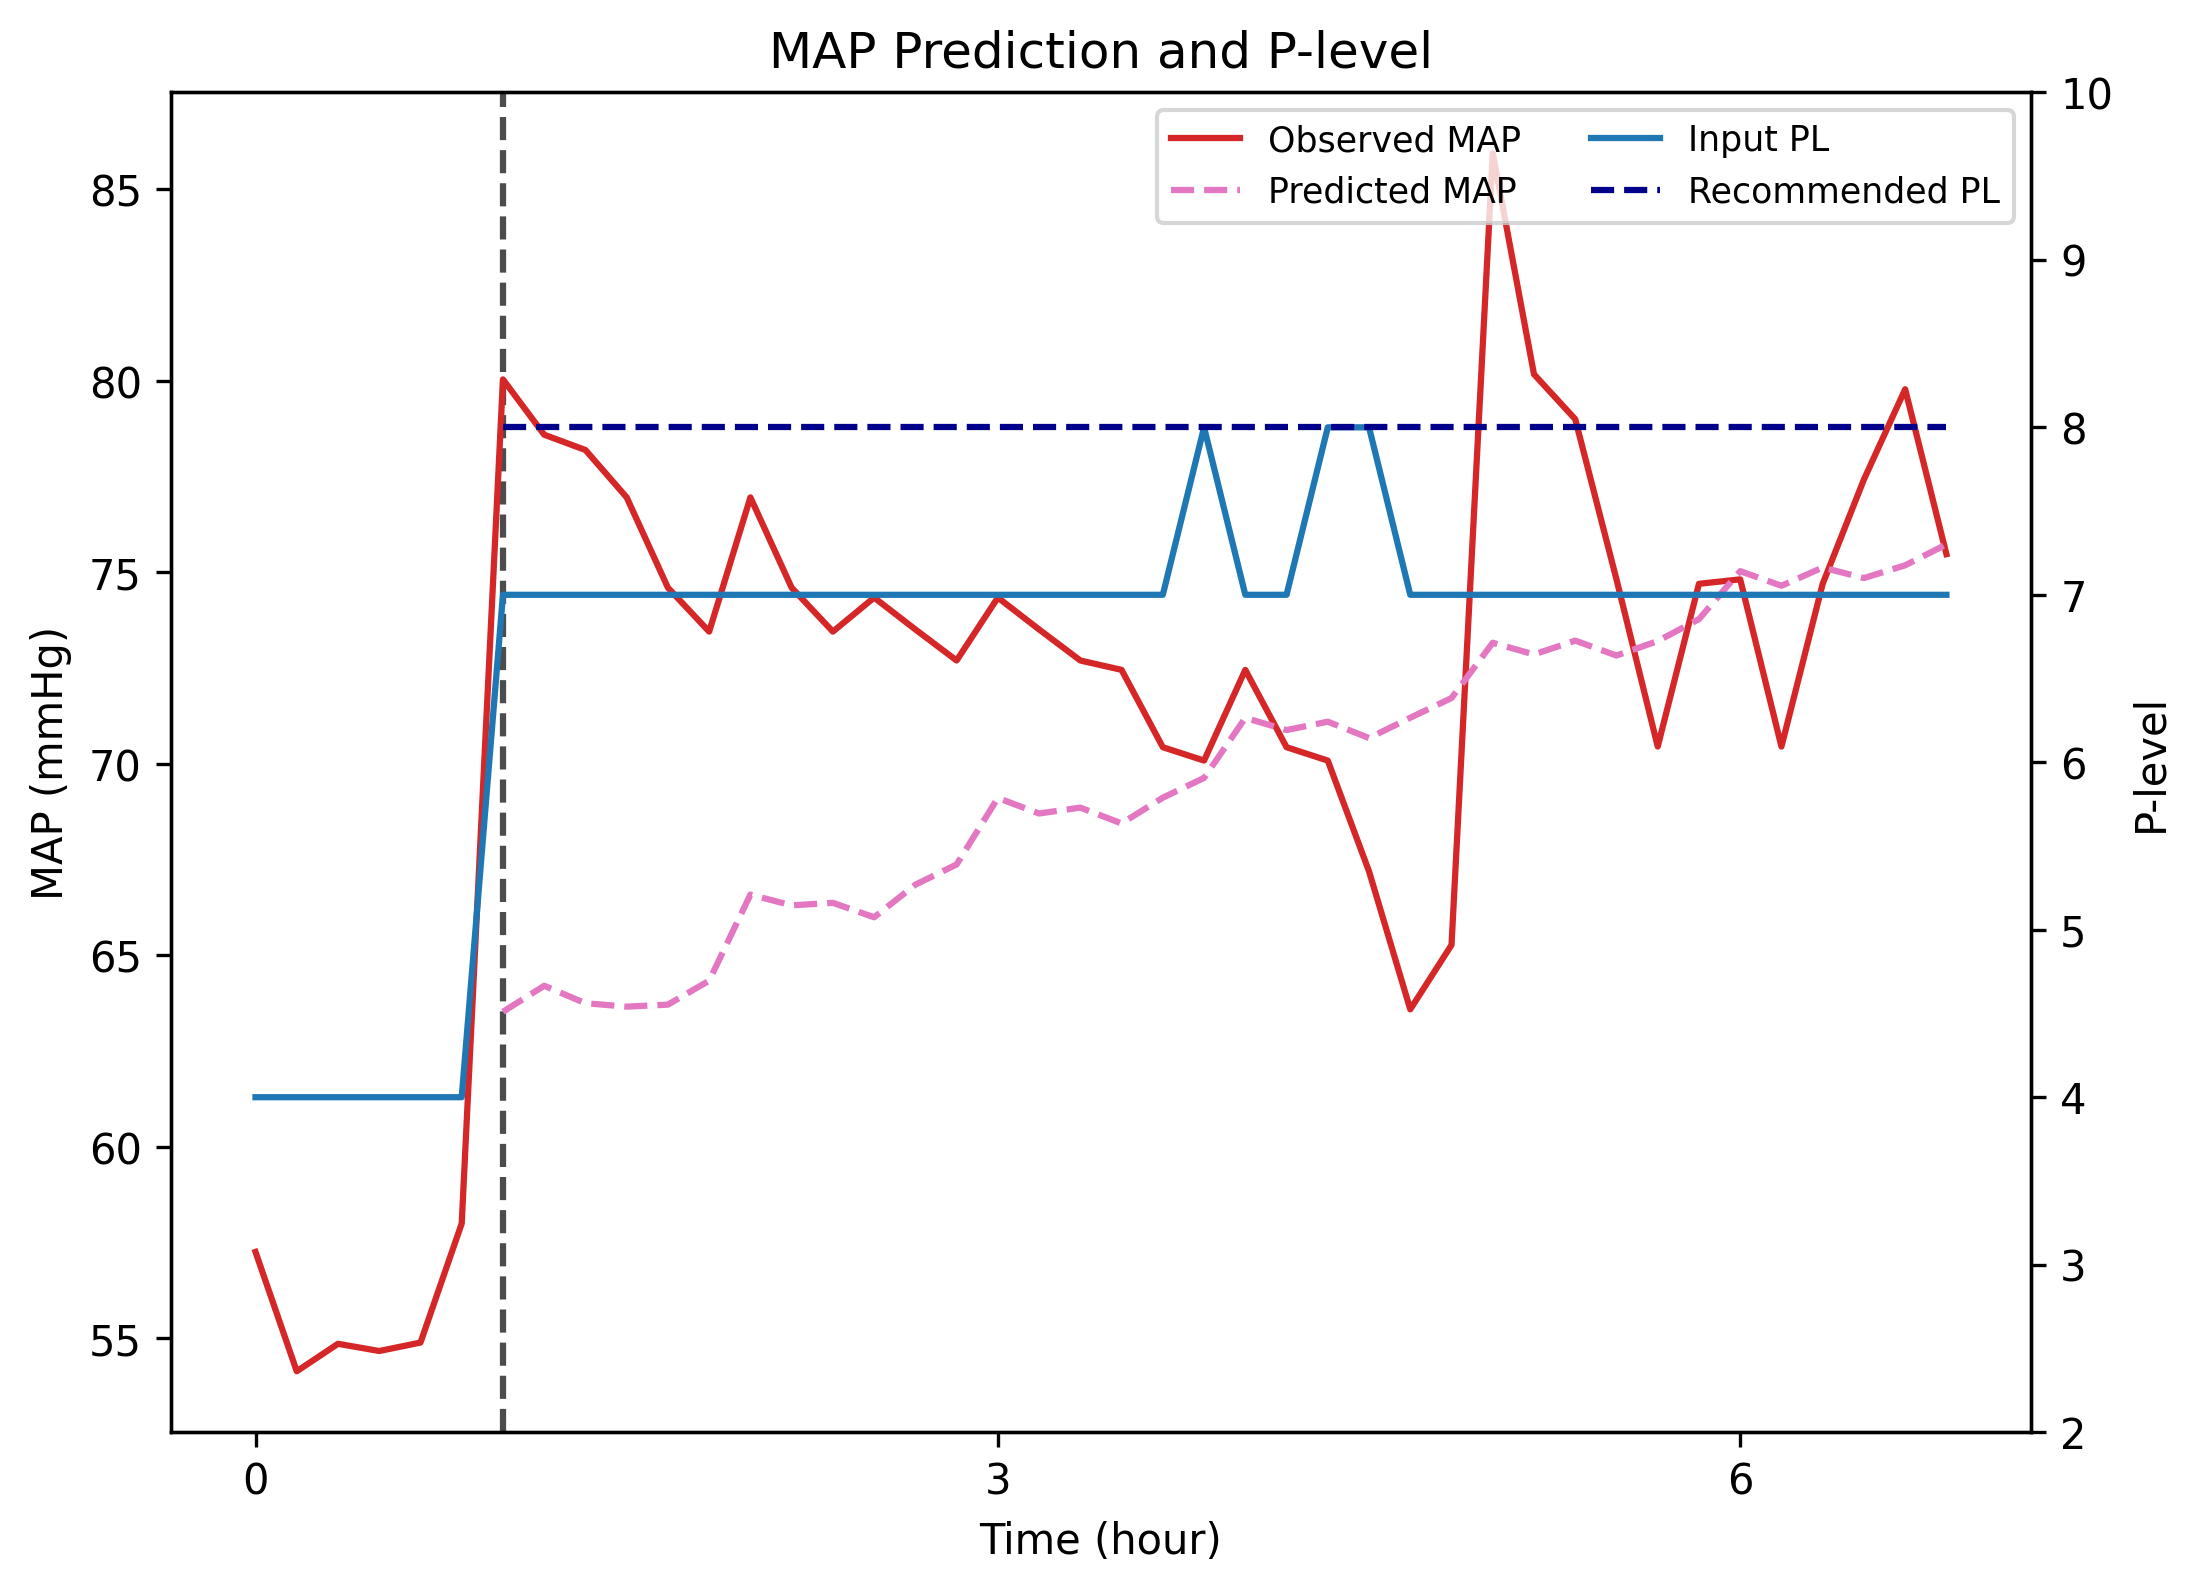 MAP Prediction and P-level
Observed MAP
Predicted MAP
Input PL
Recommended PL
MAP (mmHg)
85
80
75
70
65
60
55
P-level
10
9
8
7
6
5
4
3
2
0
3
6
Time (hour)